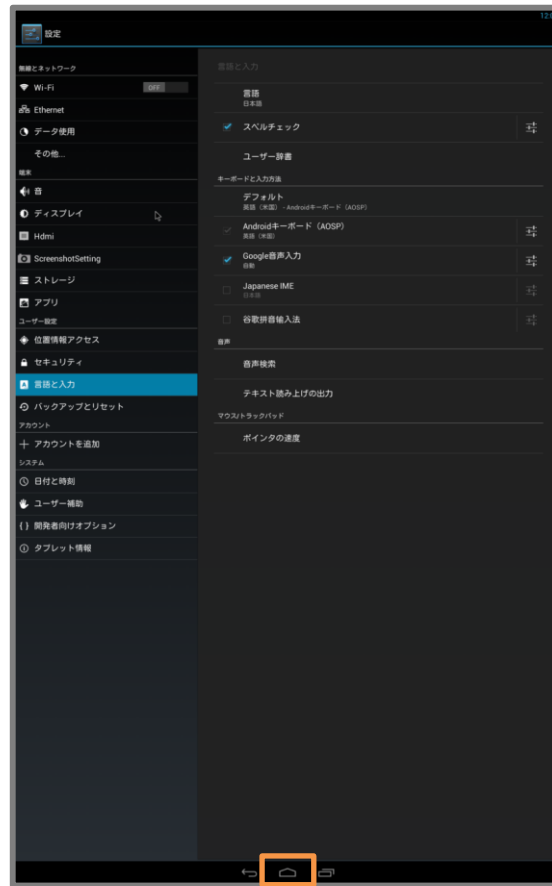 設定
無線とネットワーク
Wi-Fi
OFF
Ethernet
データ使用
その他...
端末
音
ディスプレイ
Hdmi
ScreenshotSetting
ストレージ
アプリ
ユーザー設定
位置情報アクセス
セキュリティ
言語と入力
バックアップとリセット
アカウント
アカウントを追加
システム
日付と時刻
ユーザー補助
{ } 開発者向けオプション
タブレット情報
言語と入力
言語
日本語
スペルチェック
ユーザー辞書
キーボードと入力方法
デフォルト
英語（米国） - Androidキーボード（AOSP）
Androidキーボード（AOSP）
英語（米国）
Google音声入力
自動
Japanese IME
日本語
谷歌拼音输入法
音声
音声検索
テキスト読み上げの出力
マウス/トラックパッド
ポインタの速度